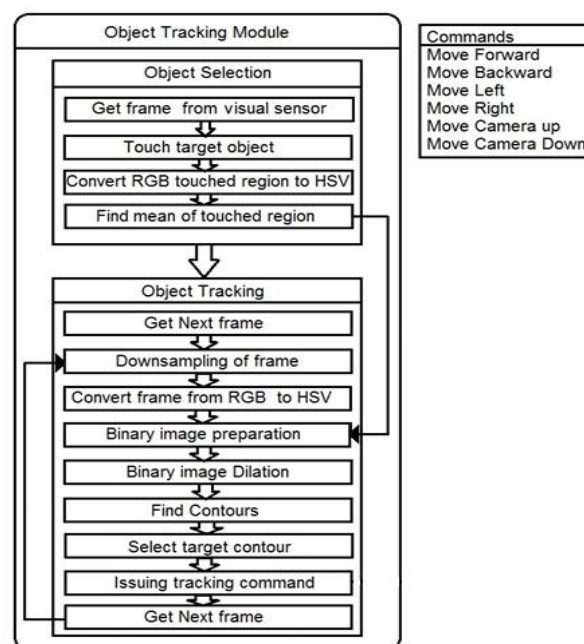 Object Tracking Module
Object Selection
Get frame from visual sensor
Touch target object
Convert RGB touched region to HSV
Find mean of touched region
Object Tracking
Get Next frame
Downsampling of frame
Convert frame from RGB to HSV
Binary image preparation
Binary image Dilation
Find Contours
Select target contour
Issuing tracking command
Get Next frame
Commands
Move Forward
Move Backward
Move Left
Move Right
Move Camera up
Move Camera Down